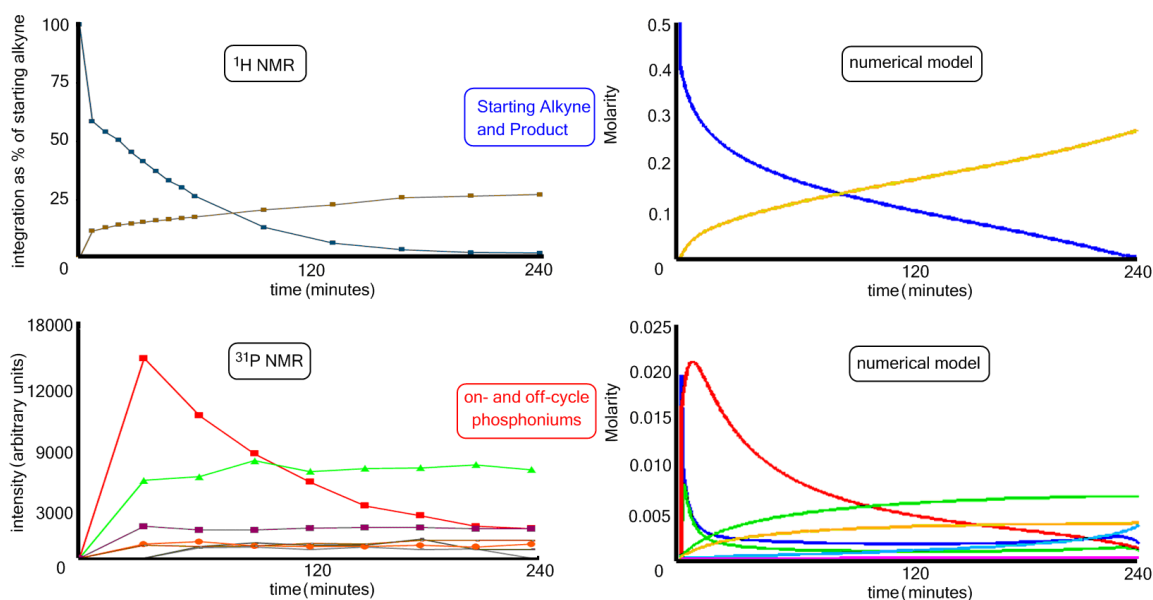 integration as % of starting alkyne
100
75
50
25
0
120
240
time (minutes)
¹H NMR
Starting Alkyne
and Product
Molarity
0.5
0.4
0.3
0.2
0.1
0
120
240
time (minutes)
numerical model
intensity (arbitrary units)
18000
12000
9000
3000
0
120
240
time (minutes)
³¹P NMR
on- and off-cycle
phosphoniums
Molarity
0.025
0.020
0.015
0.010
0.005
0
120
240
time (minutes)
numerical model